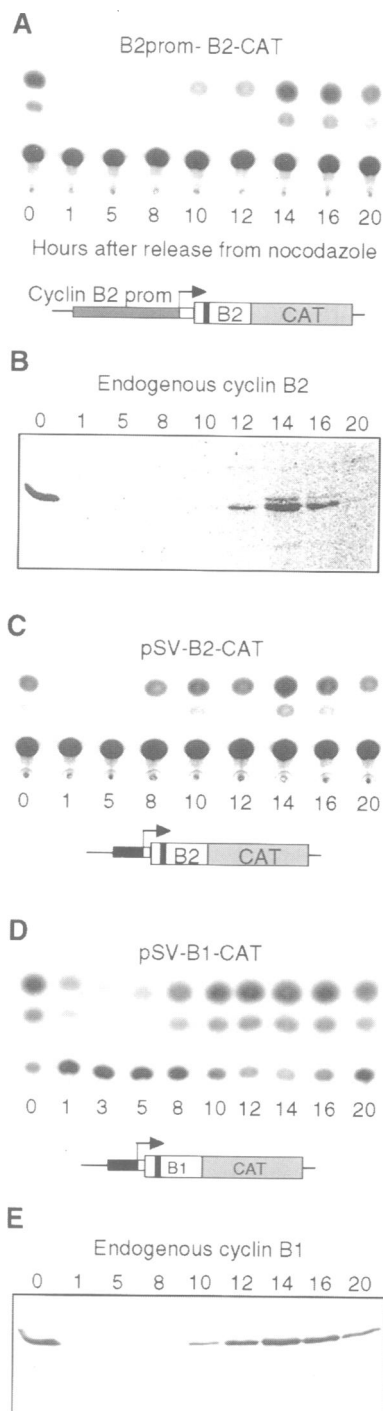 A
B2prom- B2-CAT
0 1 5 8 10 12 14 16 20
Hours after release from nocodazole
Cyclin B2 prom
B2 CAT
B
Endogenous cyclin B2
0 1 5 8 10 12 14 16 20
C
pSV-B2-CAT
0 1 5 8 10 12 14 16 20
B2 CAT
D
pSV-B1-CAT
0 1 3 5 8 10 12 14 16 20
B1 CAT
E
Endogenous cyclin B1
0 1 5 8 10 12 14 16 20